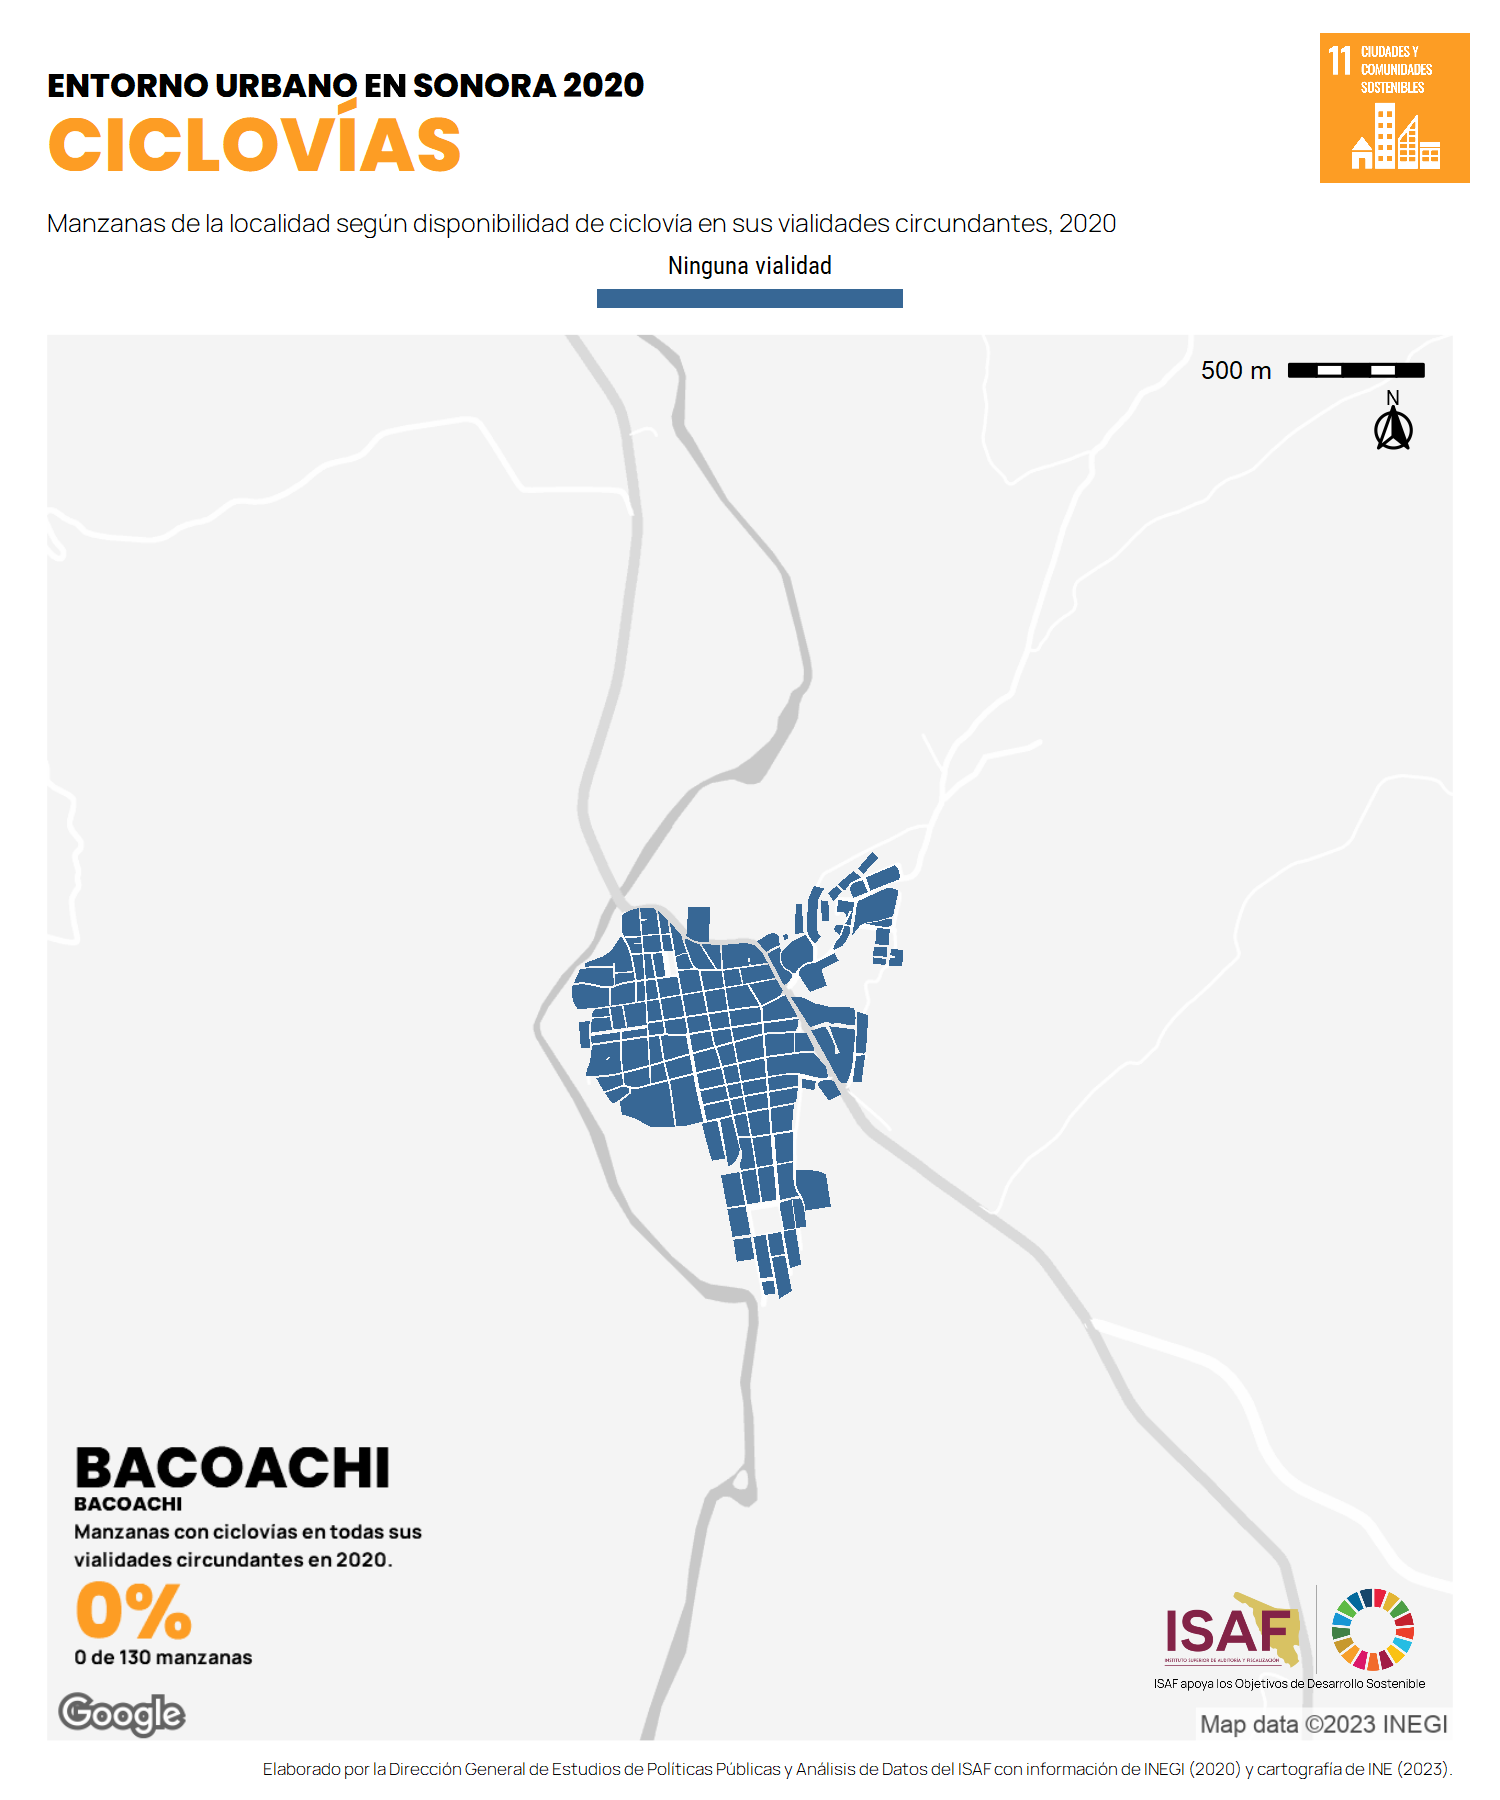 ENTORNO URBANO EN SONORA 2020
CICLOVÍAS
11 CIUDADES Y
COMUNIDADES
SOSTENIBLES
Manzanas de la localidad según disponibilidad de ciclovía en sus vialidades circundantes, 2020
Ninguna vialidad
500 m
N
BACOACHI
BACOACHI
Manzanas con ciclovias en todas sus
vialidades circundantes en 2020.
0%
0 de 130 manzanas
Google
ISAF
INSTITUTO SUPERIOR DE AUDITORÍA Y FISCALIZACIÓN
ISAF apoya los Objetivos de Desarrollo Sostenible
Map data ©2023 INEGI
Elaborado por la Dirección General de Estudios de Políticas Públicas y Análisis de Datos del ISAF con información de INEGI (2020) y cartografía de INE (2023).